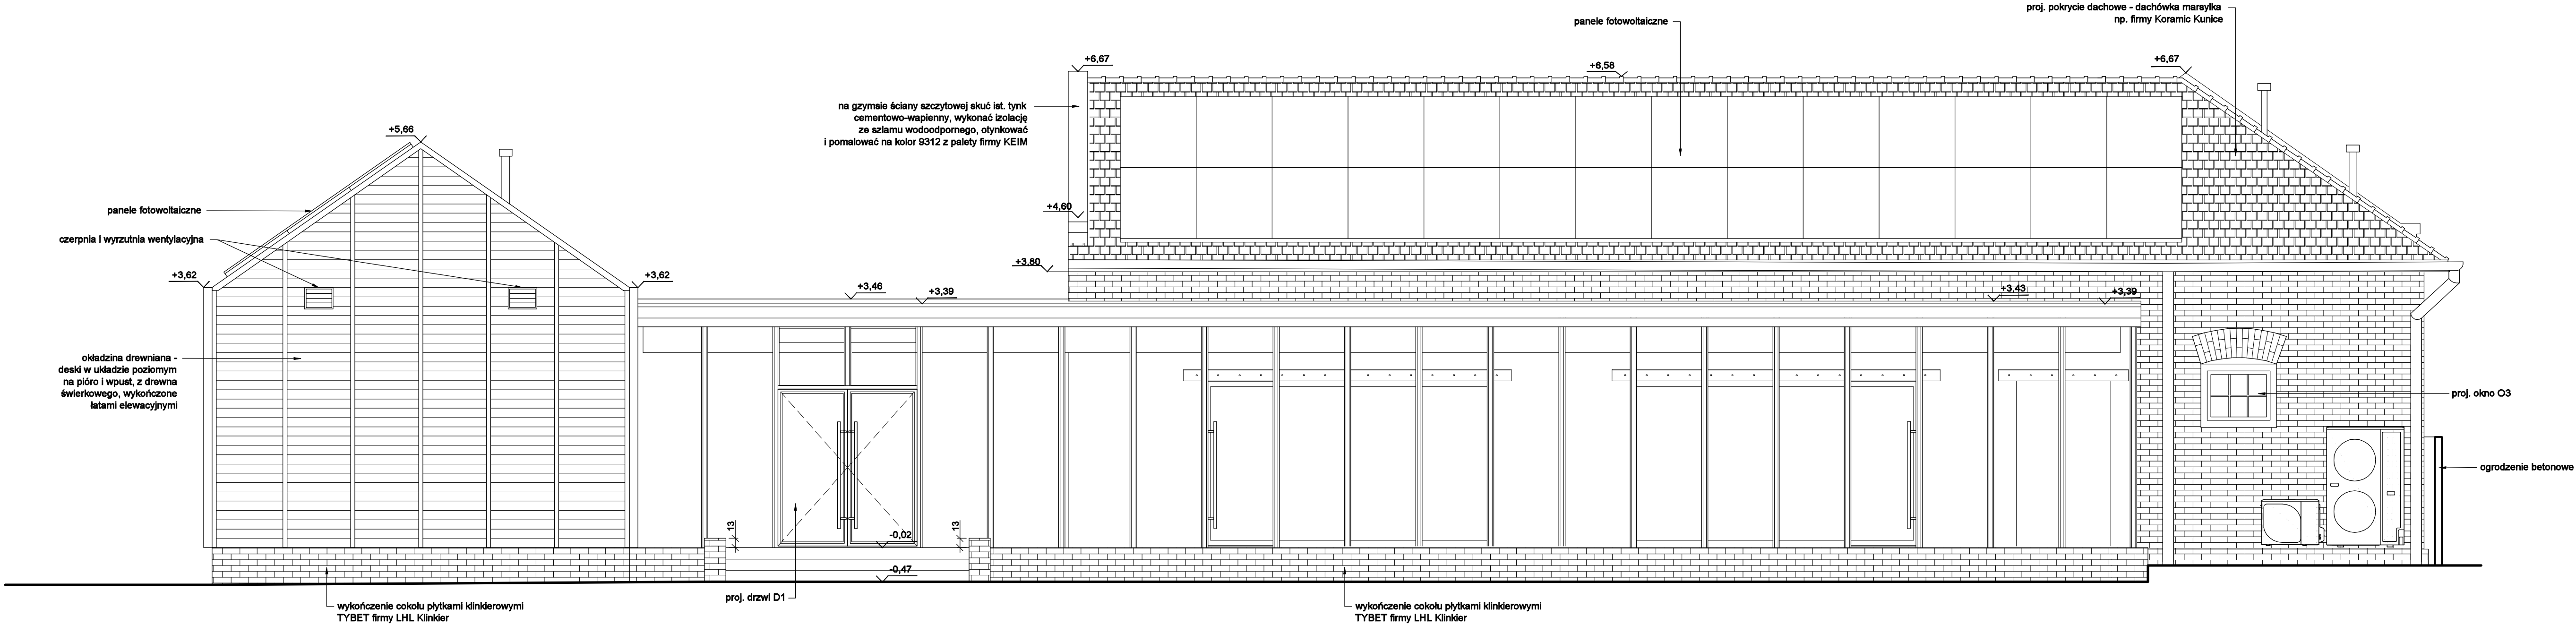 proj. pokrycie dachowe - dachówka marsylka
np. firmy Koramic Kunice
panele fotowoltaiczne
+6,67
+6,58
+6,67
na gzymsie ściany szczytowej skuć ist. tynk
cementowo-wapienny, wykonać izolację
ze szlamu wodoodpornego, otynkować
i pomalować na kolor 9312 z palety firmy KEIM
+5,66
panele fotowoltaiczne
+4,60
czerpnia i wyrzutnia wentylacyjna
+3.80
+3,62
+3,62
+3,46
+3,39
+3,43
+3,39
okładzina drewniana -
deski w układzie poziomym
na pióro i wpust, z drewna
świerkowego, wykończone
łatami elewacyjnymi
proj. okno O3
ogrodzenie betonowe
13
13
-0,02
-0,47
proj. drzwi D1
wykończenie cokołu płytkami klinkierowymi
TYBET firmy LHL Klinkier
wykończenie cokołu płytkami klinkierowymi
TYBET firmy LHL Klinkier